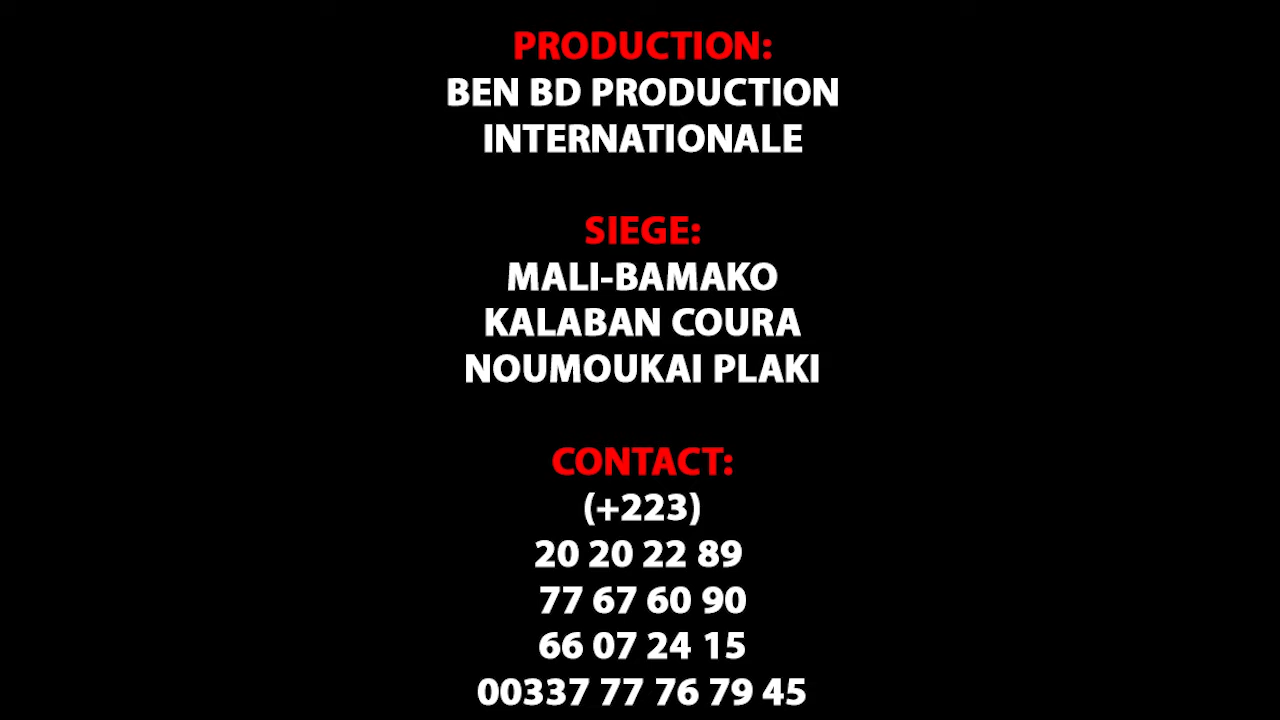 PRODUCTION:
BEN BD PRODUCTION
INTERNATIONALE
SIEGE:
MALI-BAMAKO
KALABAN COURA
NOUMOUKAI PLAKI
CONTACT:
(+223)
20 20 22 89
77 67 60 90
66 07 24 15
00337 77 76 79 45